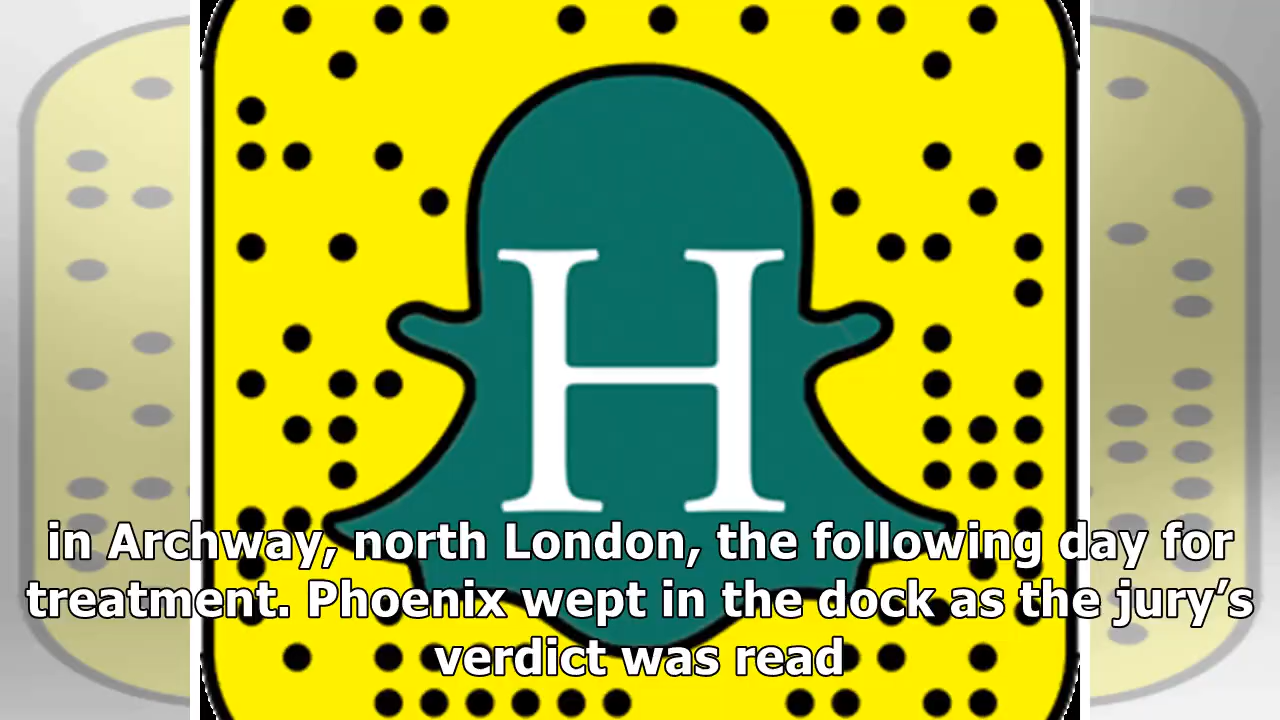 H
in Archway, north London, the following day for
treatment. Phoenix wept in the dock as the jury’s
verdict was read